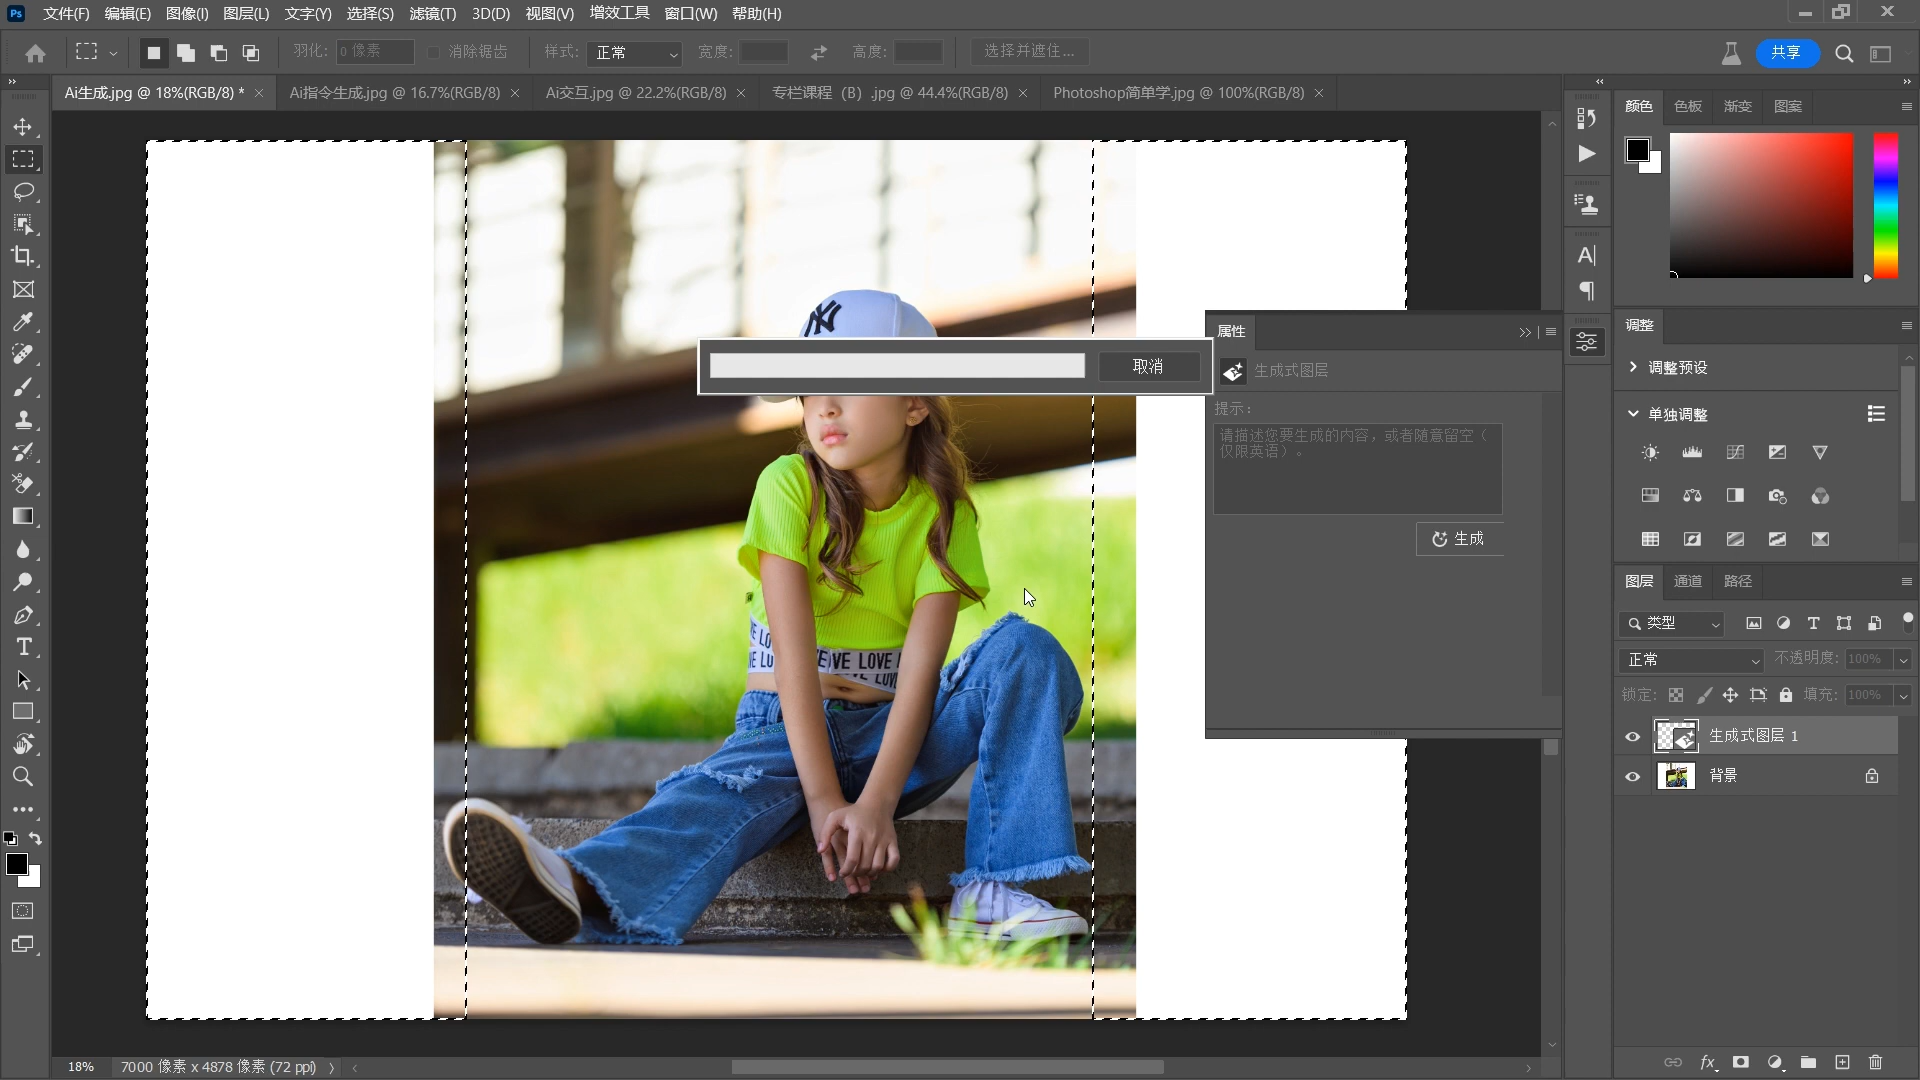 Ps 文件(F) 编辑(E) 图像(I) 图层(L) 文字(Y) 选择(S) 滤镜(T) 3D(D) 视图(V) 增效工具 窗口(W) 帮助(H)
羽化: 0 像素 消除锯齿 样式: 正常 宽度: 高度: 选择并遮住... 共享
Ai生成.jpg @ 18%(RGB/8) * Ai指令生成.jpg @ 16.7%(RGB/8) Ai交互.jpg @ 22.2%(RGB/8) 专栏课程（B）.jpg @ 44.4%(RGB/8) Photoshop简单学.jpg @ 100%(RGB/8)
颜色 色板 渐变 图案
NY
取消
属性
生成式图层
提示:
请描述您要生成的内容，或者随意留空（
仅限英语）。
生成
调整
调整预设
单独调整
图层 通道 路径
类型
正常 不透明度: 100%
锁定: 填充: 100%
生成式图层 1
背景
LOVE
18% 7000 像素 x 4878 像素 (72 ppi)